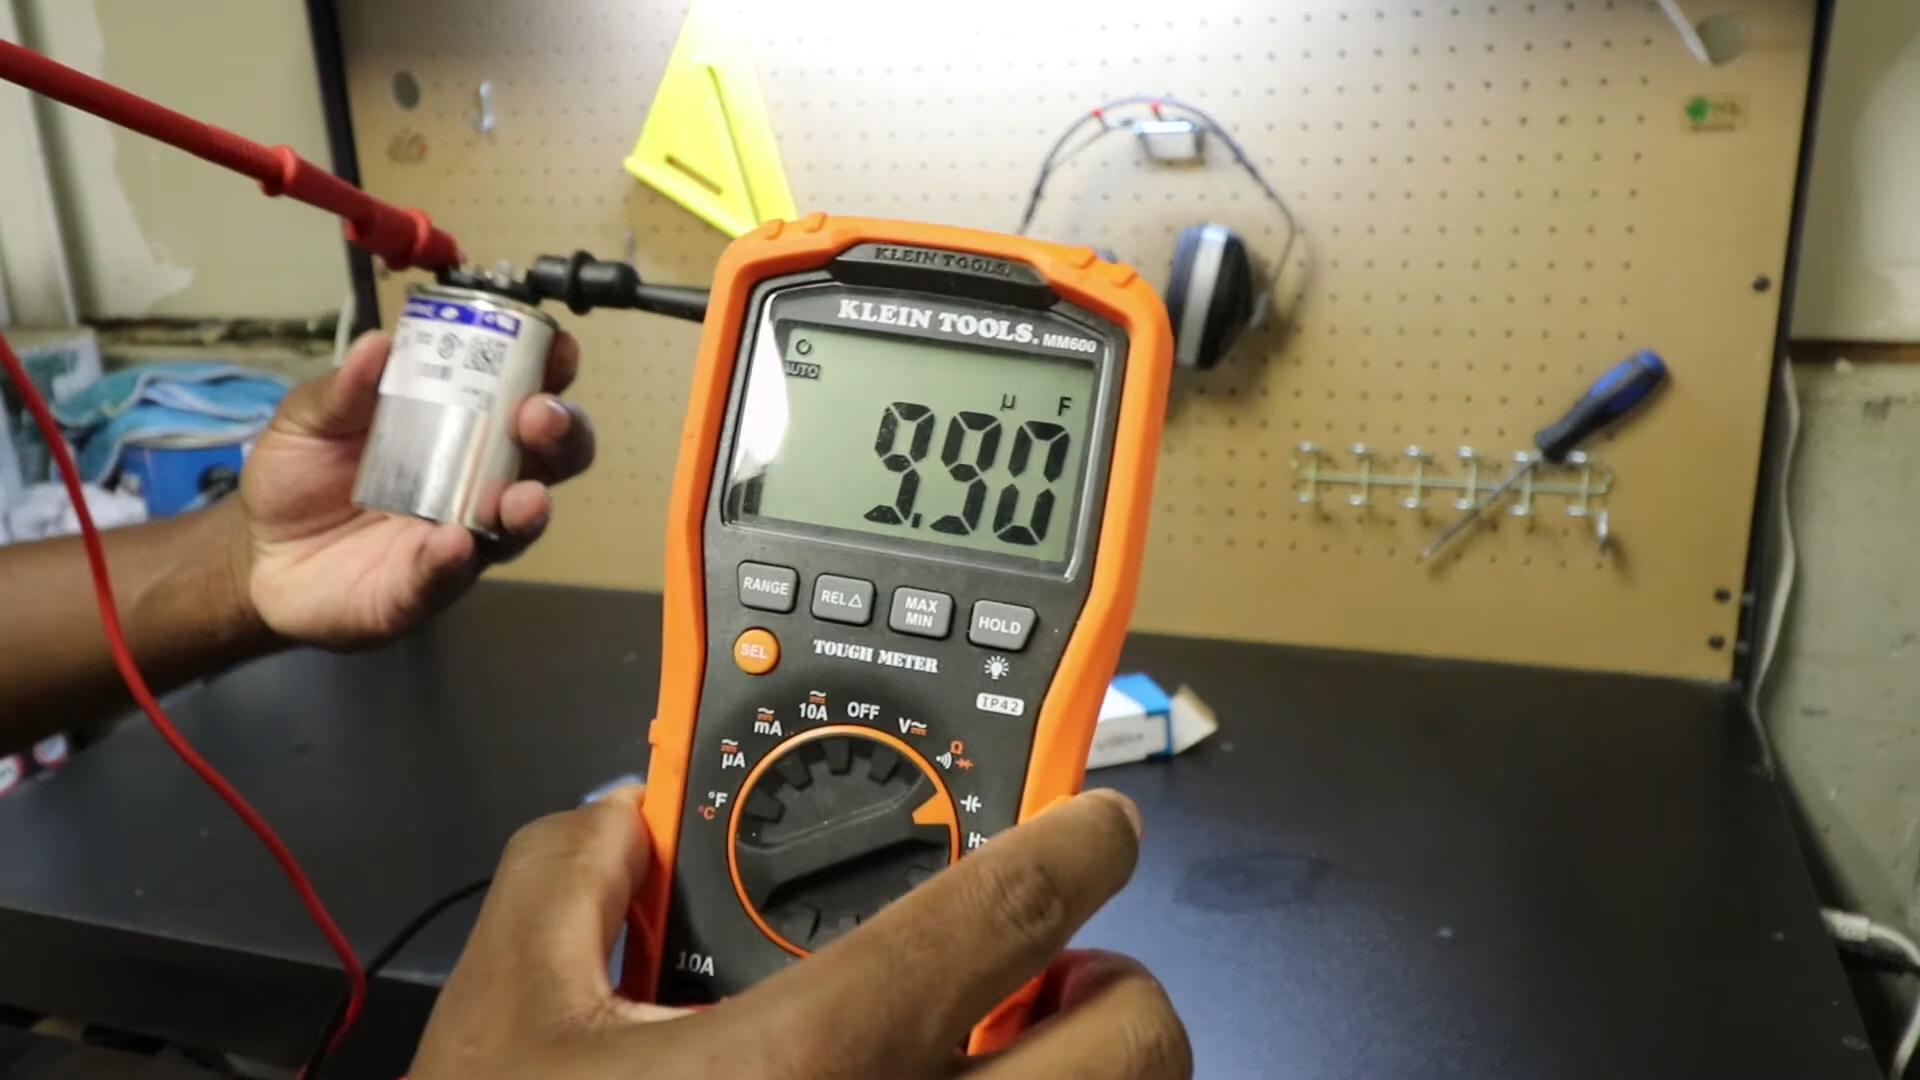 KLEIN TOOLS.
KLEIN TOOLS. MM600
AUTO
µ F
9.90
RANGE
REL△
MAX
MIN
HOLD
SEL
TOUGH METER
IP42
10A
OFF
V
mA
Ω
µA
°F
°C
Hz
10A